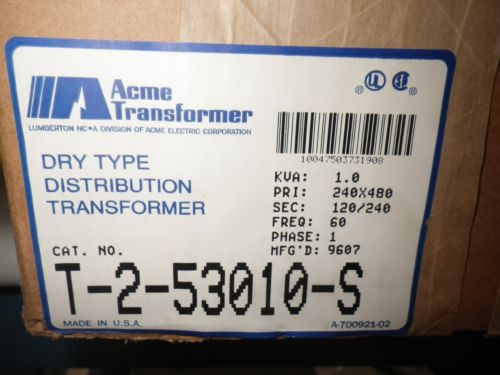 Acme
Transformer
LUMBERTON NC • A DIVISION OF ACME ELECTRIC CORPORATION
DRY TYPE
DISTRIBUTION
TRANSFORMER
10047503731908
KVA: 1.0
PRI: 240X480
SEC: 120/240
FREQ: 60
PHASE: 1
MFG'D: 9607
CAT. NO.
T-2-53010-S
MADE IN U.S.A.
A-700921-02